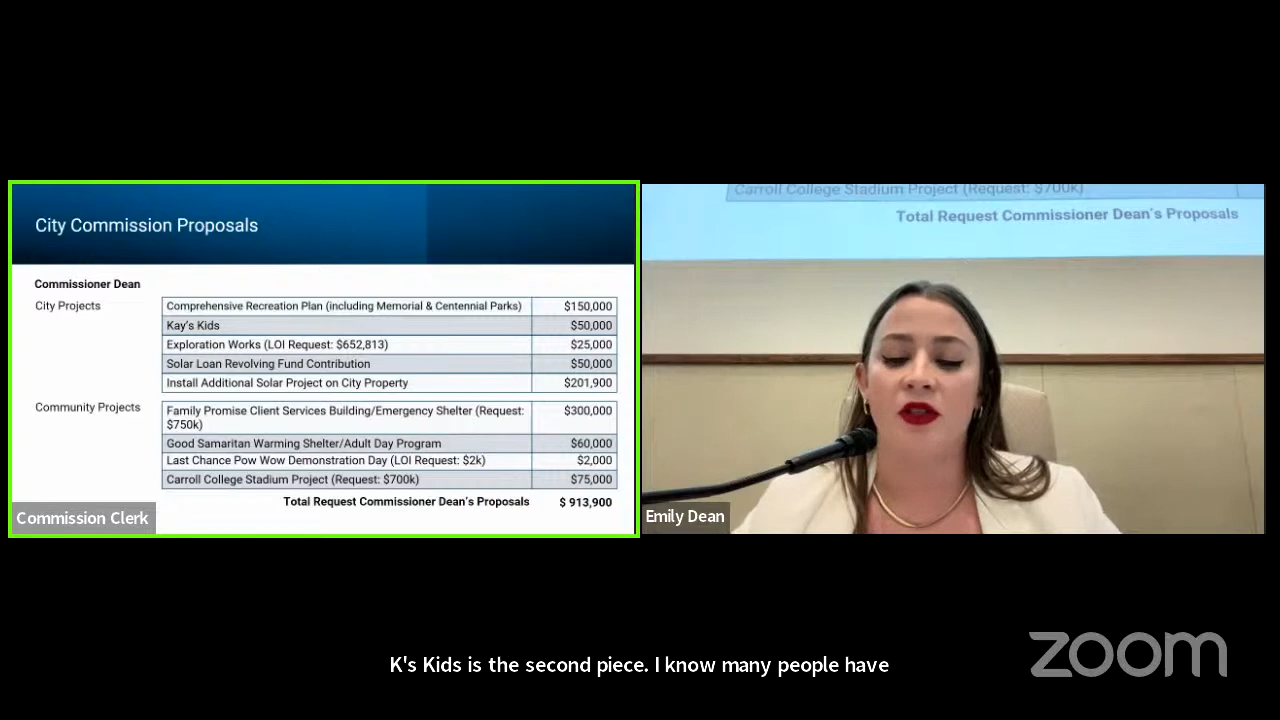 City Commission Proposals
Commissioner Dean
City Projects
Comprehensive Recreation Plan (including Memorial & Centennial Parks) $150,000
Kay's Kids $50,000
Exploration Works (LOI Request: $652,813) $25,000
Solar Loan Revolving Fund Contribution $50,000
Install Additional Solar Project on City Property $201,900
Community Projects
Family Promise Client Services Building/Emergency Shelter (Request: $300,000
$750k)
Good Samaritan Warming Shelter/Adult Day Program $60,000
Last Chance Pow Wow Demonstration Day (LOI Request: $2k) $2,000
Carroll College Stadium Project (Request: $700k) $75,000
Total Request Commissioner Dean's Proposals $ 913,900
Commission Clerk
Carroll College Stadium Project (Request: $700k)
Total Request Commissioner Dean's Proposals
Emily Dean
K's Kids is the second piece. I know many people have
zoom